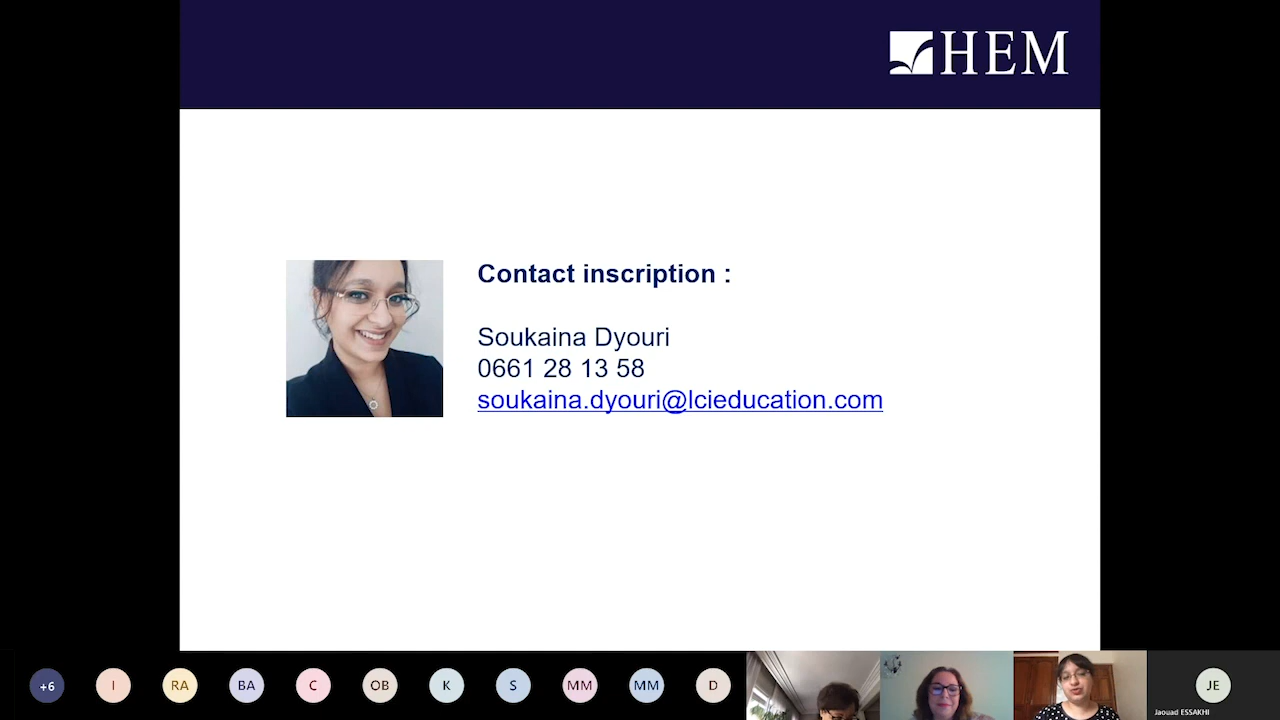 HEM
Contact inscription :
Soukaina Dyouri
0661 28 13 58
soukaina.dyouri@lcieducation.com
+6
I
RA
BA
C
OB
K
S
MM
MM
D
JE
Jaouad ESSAKHI